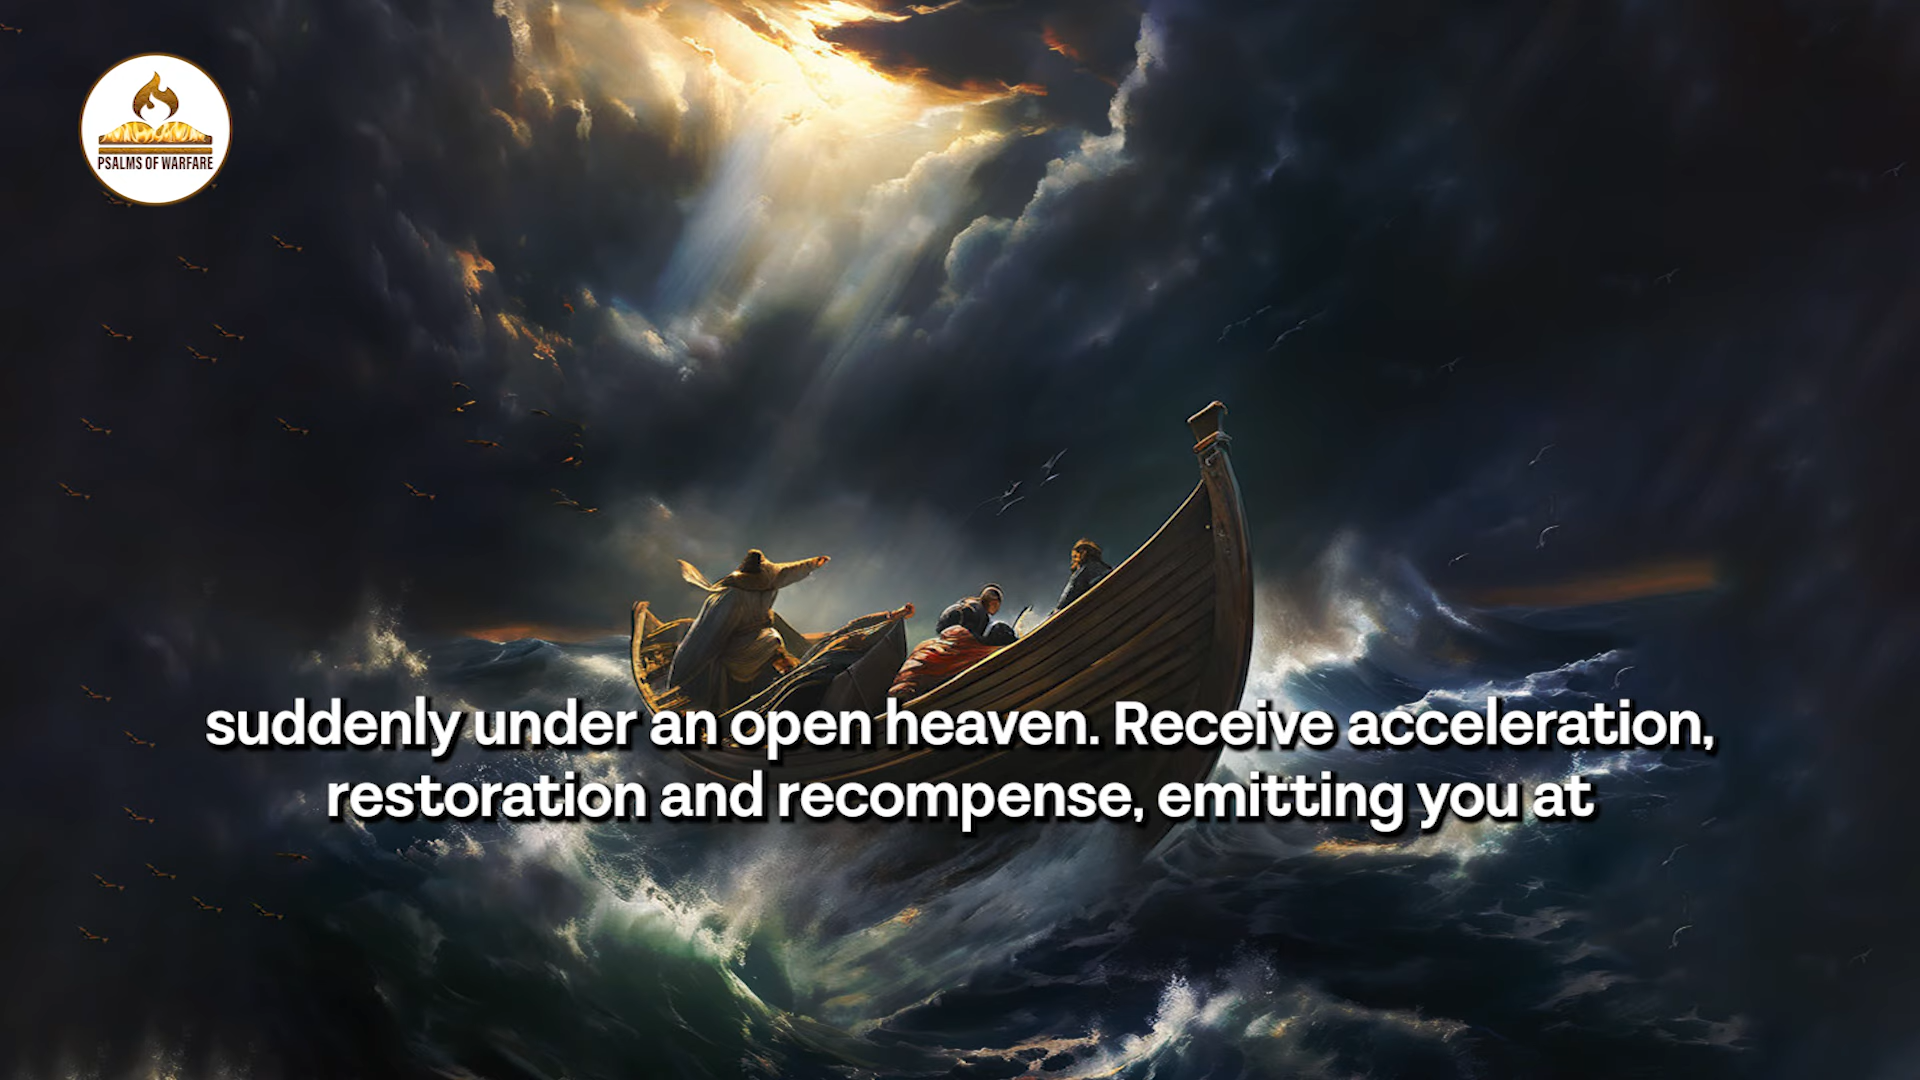 PSALMS OF WARFARE
suddenly under an open heaven. Receive acceleration,
restoration and recompense, emitting you at